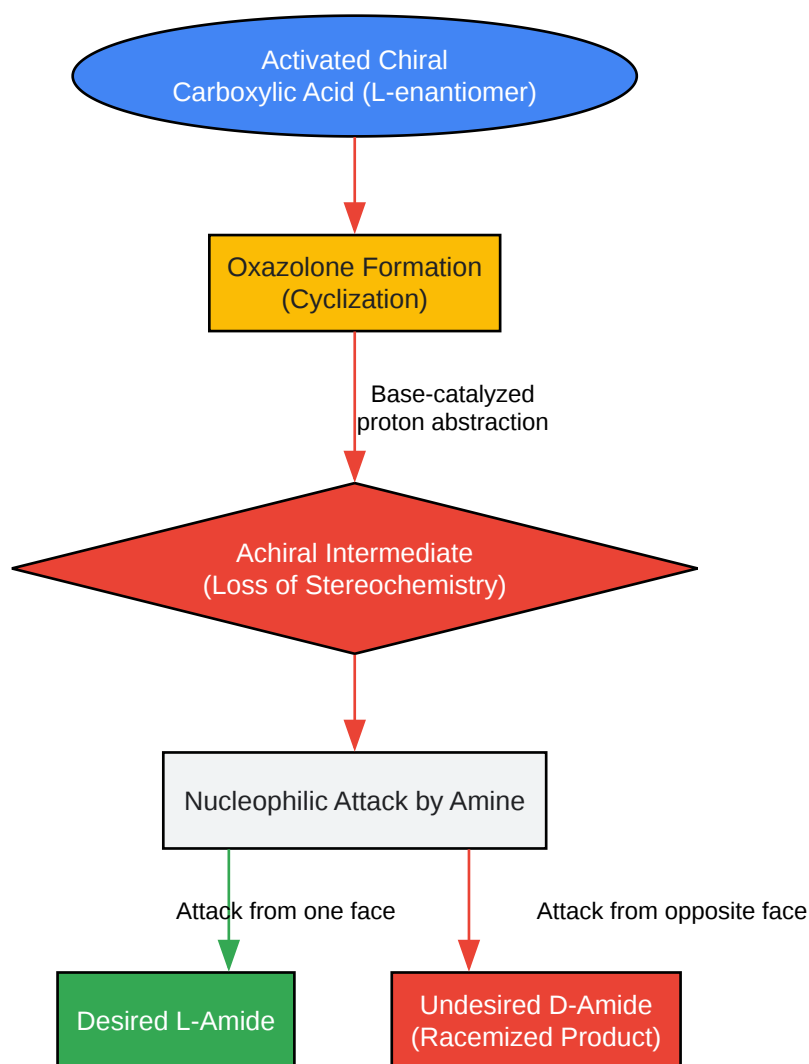 Activated Chiral
Carboxylic Acid (L-enantiomer)
Oxazolone Formation
(Cyclization)
Base-catalyzed
proton abstraction
Achiral Intermediate
(Loss of Stereochemistry)
Nucleophilic Attack by Amine
Attack from one face
Attack from opposite face
Desired L-Amide
Undesired D-Amide
(Racemized Product)